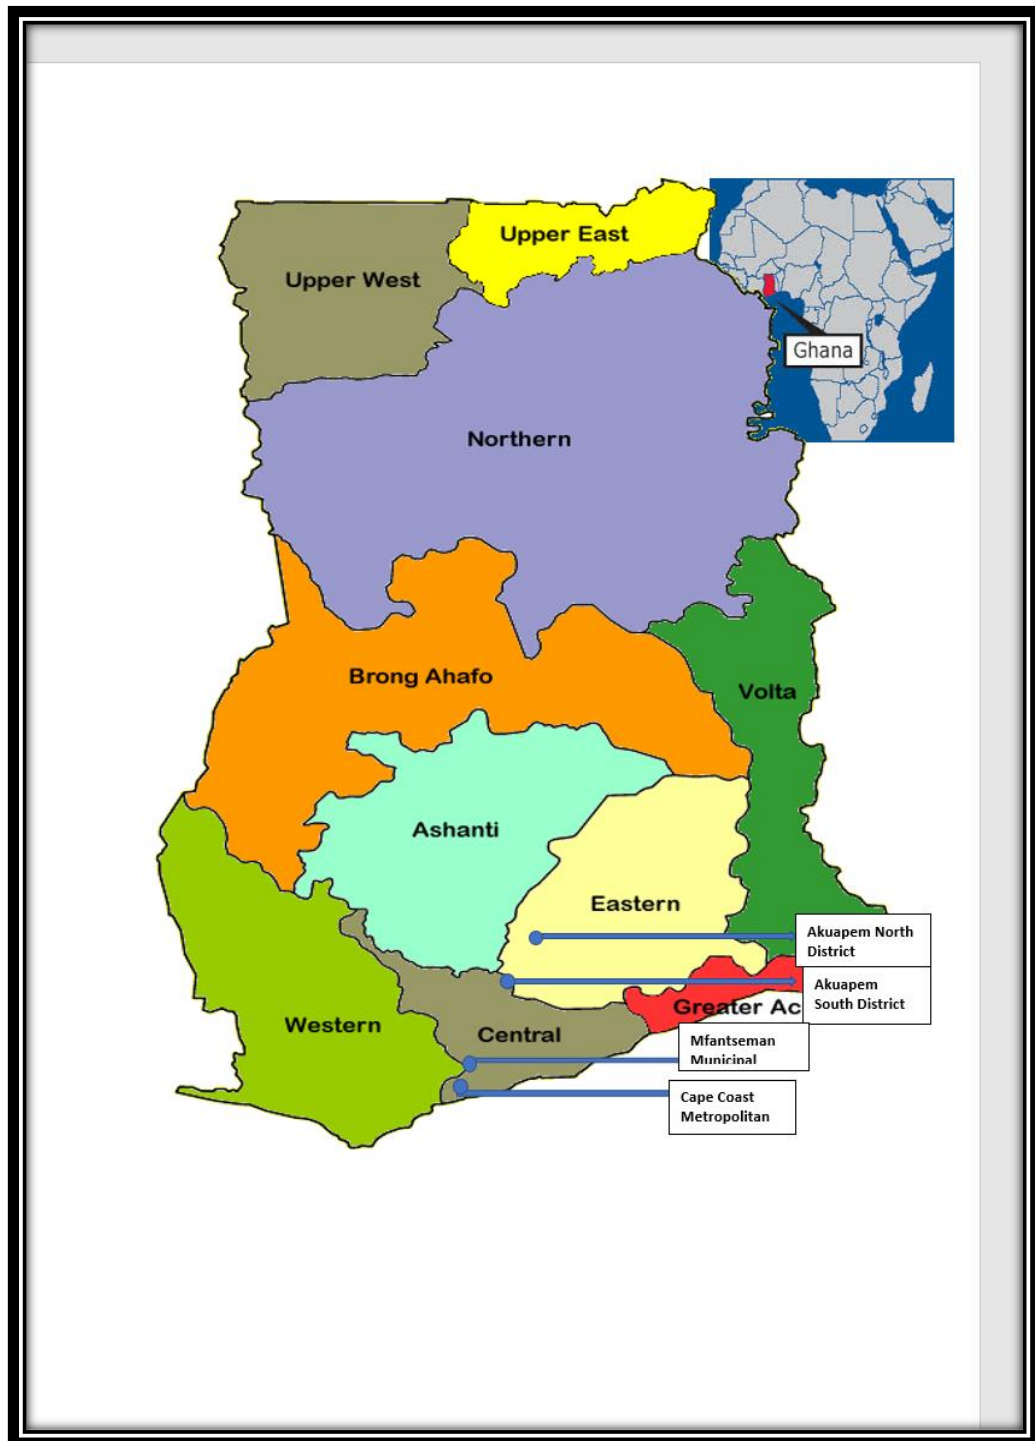 Upper East
Upper West
Ghana
Northern
Brong Ahafo
Volta
Ashanti
Eastern
Akuapem North
District
Akuapem
South District
Greater Ac
Western
Central
Mfantseman
Municipal
Cape Coast
Metropolitan